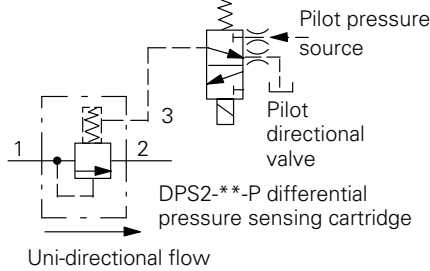 Pilot pressure
source
3
Pilot
directional
valve
1
2
DPS2-**-P differential
pressure sensing cartridge
Uni-directional flow